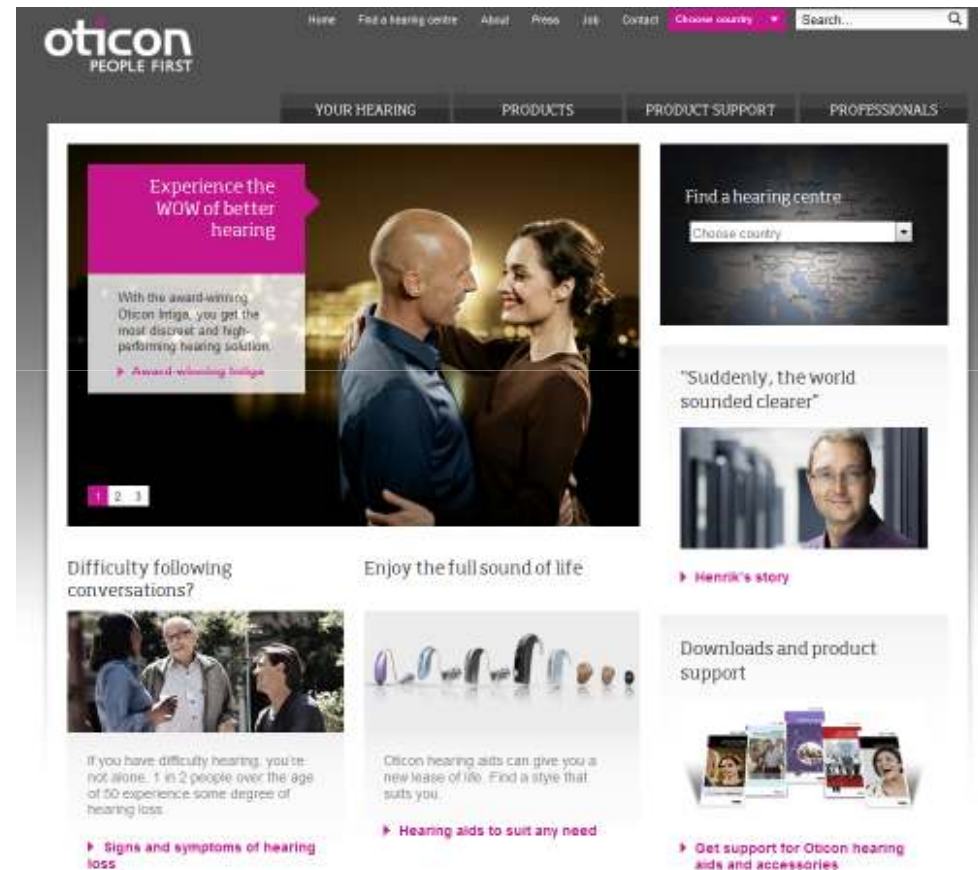 oticon
PEOPLE FIRST
Home Find a hearing centre About Press Job Contact Choose country Search...
YOUR HEARING PRODUCTS PRODUCT SUPPORT PROFESSIONALS
Experience the
WOW of better
hearing
With the award-winning
Oticon Intiga, you get the
most discreet and high-
performing hearing solution.
Award-winning Intiga
1 2 3
Find a hearing centre
Choose country
"Suddenly, the world
sounded clearer"
Henrik's story
Difficulty following
conversations?
If you have difficulty hearing, you're
not alone. 1 in 2 people over the age
of 50 experience some degree of
hearing loss.
Signs and symptoms of hearing
loss
Enjoy the full sound of life
Oticon hearing aids can give you a
new lease of life. Find a style that
suits you.
Hearing aids to suit any need
Downloads and product
support
Get support for Oticon hearing
aids and accessories